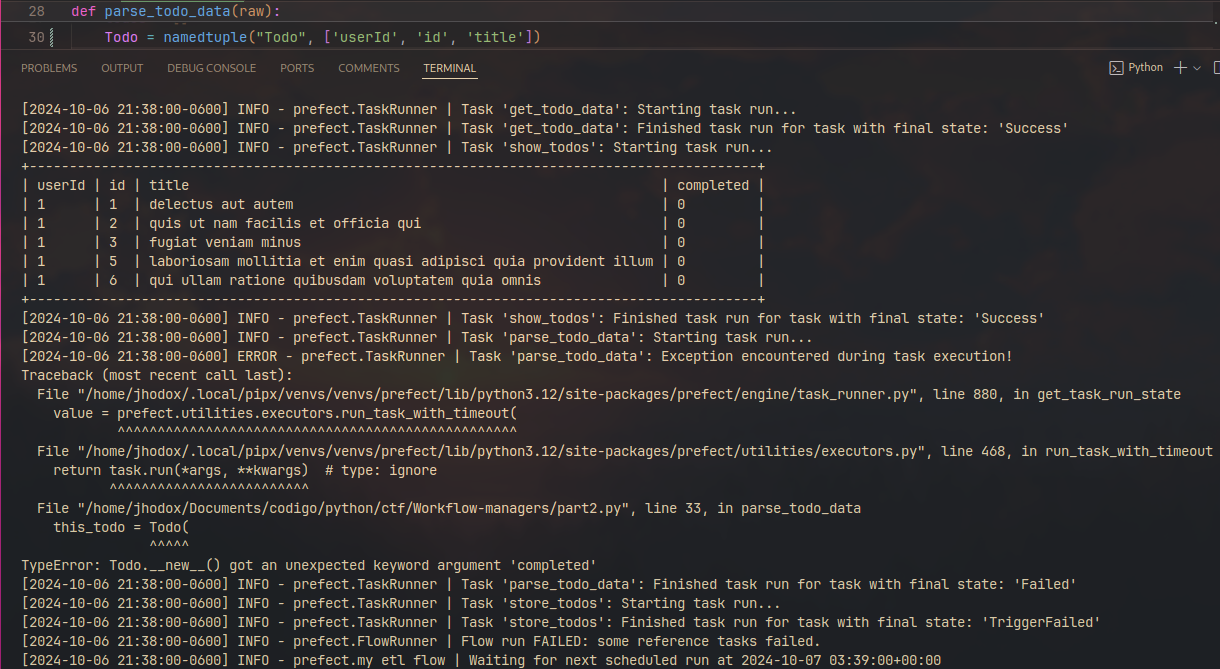 28 def parse_todo_data(raw):
30 Todo = namedtuple("Todo", ['userId', 'id', 'title'])
PROBLEMS OUTPUT DEBUG CONSOLE PORTS COMMENTS TERMINAL Python
[2024-10-06 21:38:00-0600] INFO - prefect.TaskRunner | Task 'get_todo_data': Starting task run...
[2024-10-06 21:38:00-0600] INFO - prefect.TaskRunner | Task 'get_todo_data': Finished task run for task with final state: 'Success'
[2024-10-06 21:38:00-0600] INFO - prefect.TaskRunner | Task 'show_todos': Starting task run...
+-------------------------------------------------------------------------------------------+
| userId | id | title | completed |
| 1 | 1 | delectus aut autem | 0 |
| 1 | 2 | quis ut nam facilis et officia qui | 0 |
| 1 | 3 | fugiat veniam minus | 0 |
| 1 | 5 | laboriosam mollitia et enim quasi adipisci quia provident illum | 0 |
| 1 | 6 | qui ullam ratione quibusdam voluptatem quia omnis | 0 |
+-------------------------------------------------------------------------------------------+
[2024-10-06 21:38:00-0600] INFO - prefect.TaskRunner | Task 'show_todos': Finished task run for task with final state: 'Success'
[2024-10-06 21:38:00-0600] INFO - prefect.TaskRunner | Task 'parse_todo_data': Starting task run...
[2024-10-06 21:38:00-0600] ERROR - prefect.TaskRunner | Task 'parse_todo_data': Exception encountered during task execution!
Traceback (most recent call last):
File "/home/jhodox/.local/pipx/venvs/venvs/prefect/lib/python3.12/site-packages/prefect/engine/task_runner.py", line 880, in get_task_run_state
value = prefect.utilities.executors.run_task_with_timeout(
^^^^^^^^^^^^^^^^^^^^^^^^^^^^^^^^^^^^^^^^^^^^^^^^^^
File "/home/jhodox/.local/pipx/venvs/venvs/prefect/lib/python3.12/site-packages/prefect/utilities/executors.py", line 468, in run_task_with_timeout
return task.run(*args, **kwargs)  # type: ignore
^^^^^^^^^^^^^^^^^^^^^^^^^
File "/home/jhodox/Documents/codigo/python/ctf/Workflow-managers/part2.py", line 33, in parse_todo_data
this_todo = Todo(
^^^^^
TypeError: Todo.__new__() got an unexpected keyword argument 'completed'
[2024-10-06 21:38:00-0600] INFO - prefect.TaskRunner | Task 'parse_todo_data': Finished task run for task with final state: 'Failed'
[2024-10-06 21:38:00-0600] INFO - prefect.TaskRunner | Task 'store_todos': Starting task run...
[2024-10-06 21:38:00-0600] INFO - prefect.TaskRunner | Task 'store_todos': Finished task run for task with final state: 'TriggerFailed'
[2024-10-06 21:38:00-0600] INFO - prefect.FlowRunner | Flow run FAILED: some reference tasks failed.
[2024-10-06 21:38:00-0600] INFO - prefect.my etl flow | Waiting for next scheduled run at 2024-10-07 03:39:00+00:00